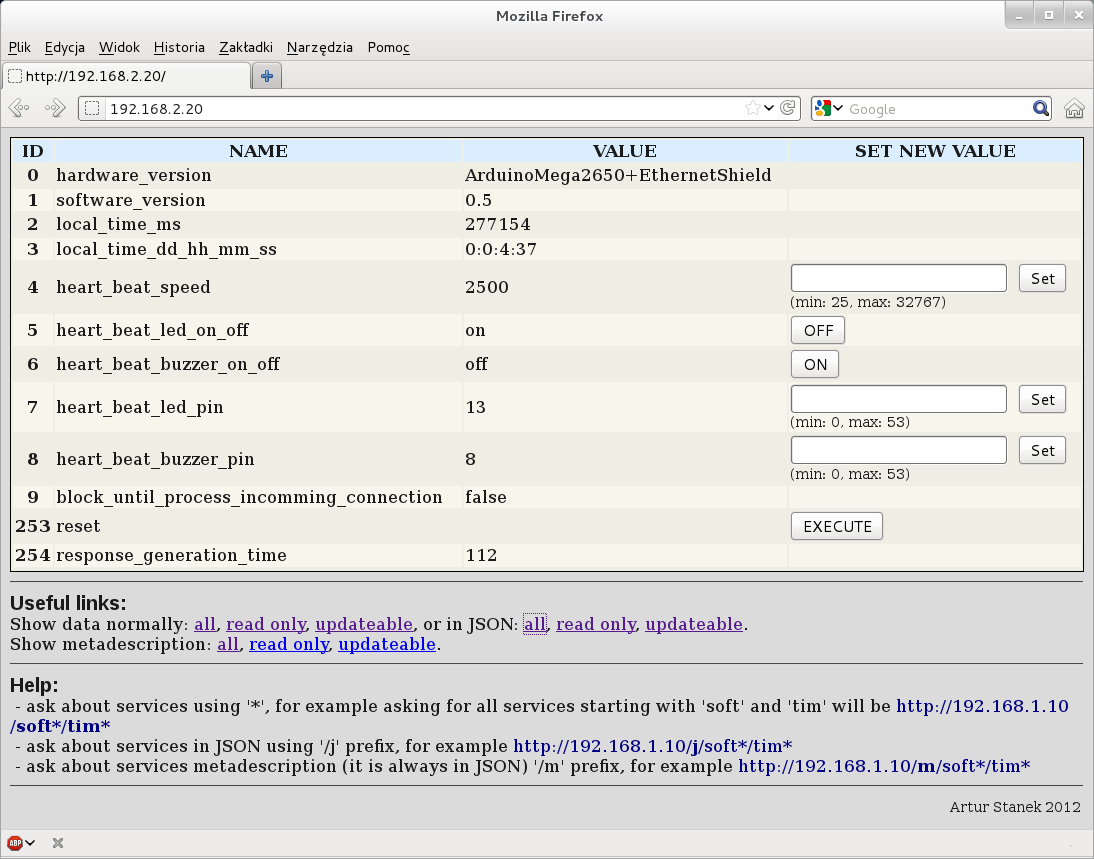 Mozilla Firefox
Plik Edycja Widok Historia Zakładki Narzędzia Pomoc
http://192.168.2.20/
192.168.2.20 Google
ID NAME VALUE SET NEW VALUE
0 hardware_version ArduinoMega2650+EthernetShield
1 software_version 0.5
2 local_time_ms 277154
3 local_time_dd_hh_mm_ss 0:0:4:37
4 heart_beat_speed 2500 Set
(min: 25, max: 32767)
5 heart_beat_led_on_off on OFF
6 heart_beat_buzzer_on_off off ON
7 heart_beat_led_pin 13 Set
(min: 0, max: 53)
8 heart_beat_buzzer_pin 8 Set
(min: 0, max: 53)
9 block_until_process_incomming_connection false
253 reset EXECUTE
254 response_generation_time 112
Useful links:
Show data normally: all, read only, updateable, or in JSON: all, read only, updateable.
Show metadescription: all, read only, updateable.
Help:
- ask about services using '*', for example asking for all services starting with 'soft' and 'tim' will be http://192.168.1.10
/soft*/tim*
- ask about services in JSON using '/j' prefix, for example http://192.168.1.10/j/soft*/tim*
- ask about services metadescription (it is always in JSON) '/m' prefix, for example http://192.168.1.10/m/soft*/tim*
Artur Stanek 2012
ABP